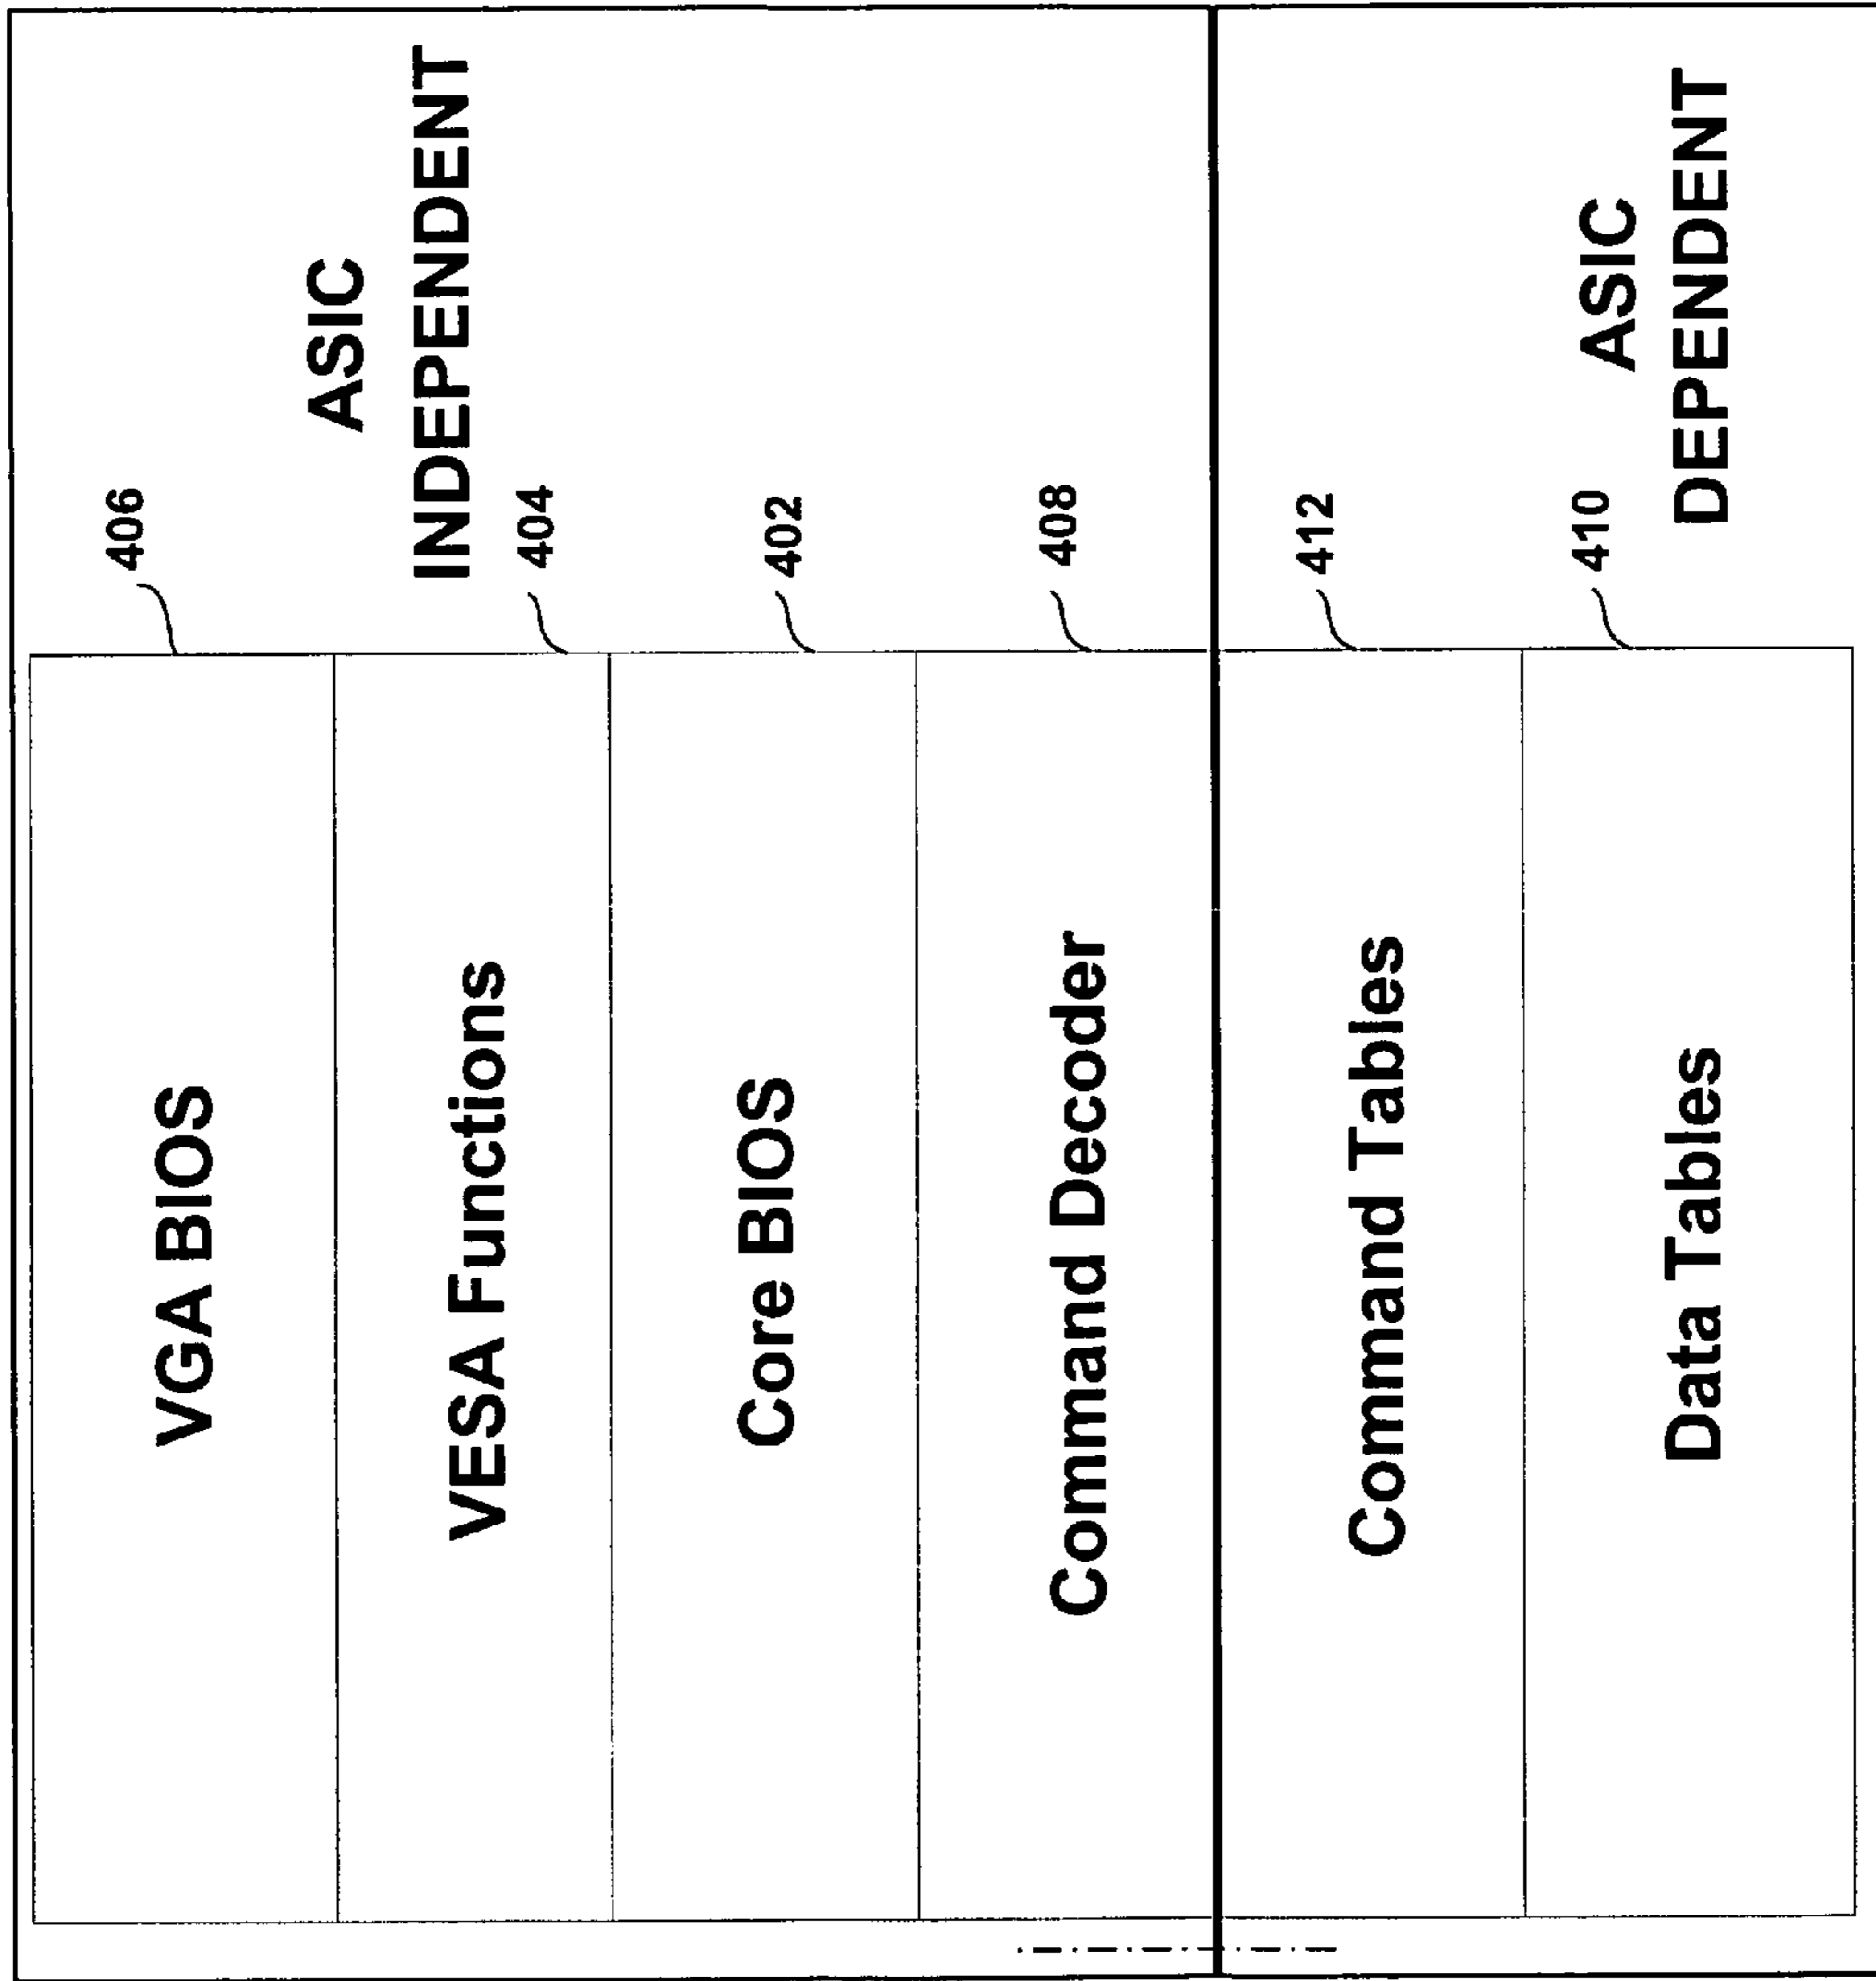 VGA BIOS
406
VESA Functions
404
ASIC
INDEPENDENT
Core BIOS
402
Command Decoder
408
Command Tables
412
Data Tables
410
ASIC
DEPENDENT